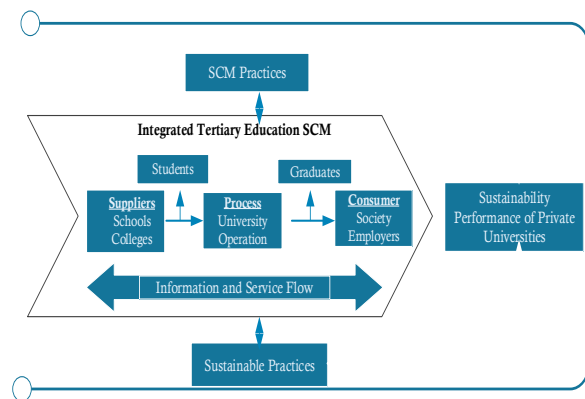 SCM Practices
Integrated Tertiary Education SCM
Students
Graduates
Suppliers
Schools
Colleges
Process
University
Operation
Consumer
Society
Employers
Sustainability
Performance of Private
Universities
Information and Service Flow
Sustainable Practices